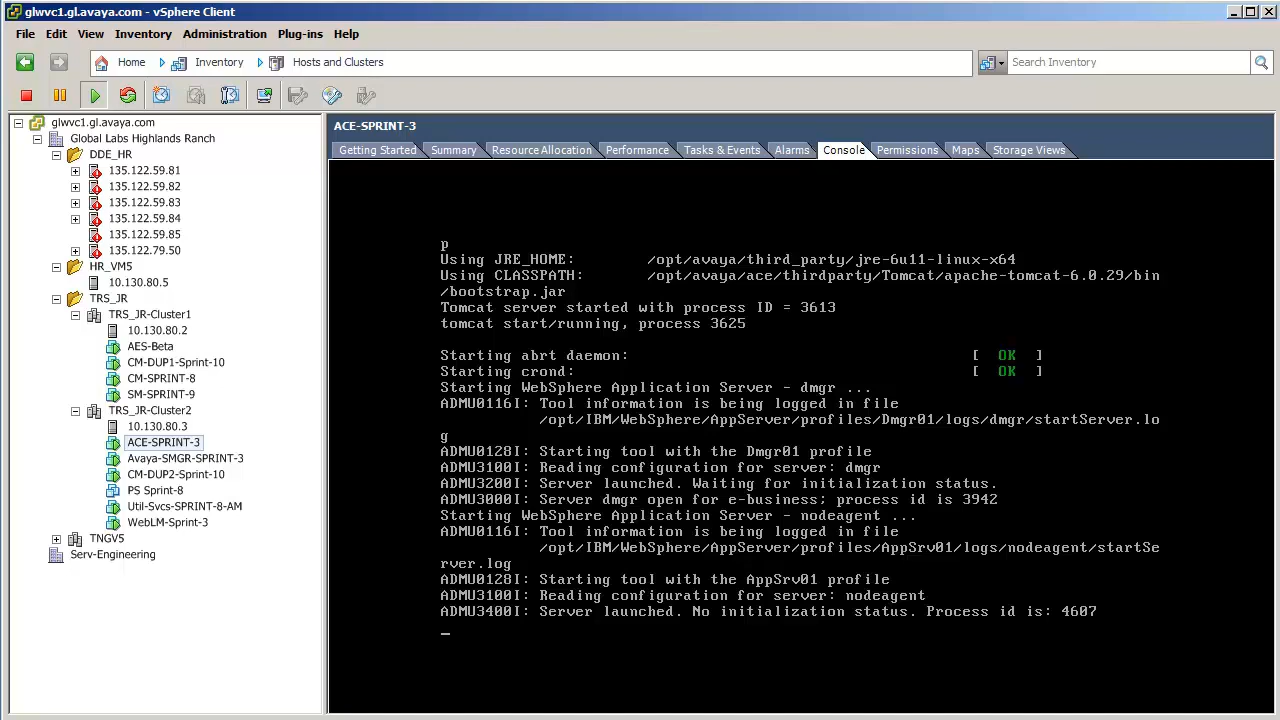 glwvc1.gl.avaya.com - vSphere Client
File Edit View Inventory Administration Plug-ins Help
Home Inventory Hosts and Clusters Search Inventory
glwvc1.gl.avaya.com
Global Labs Highlands Ranch
DDE_HR
135.122.59.81
135.122.59.82
135.122.59.83
135.122.59.84
135.122.59.85
135.122.79.50
HR_VM5
10.130.80.5
TRS_JR
TRS_JR-Cluster1
10.130.80.2
AES-Beta
CM-DUP1-Sprint-10
CM-SPRINT-8
SM-SPRINT-9
TRS_JR-Cluster2
10.130.80.3
ACE-SPRINT-3
Avaya-SMGR-SPRINT-3
CM-DUP2-Sprint-10
PS Sprint-8
Util-Svcs-SPRINT-8-AM
WebLM-Sprint-3
TNGV5
Serv-Engineering
ACE-SPRINT-3
Getting Started Summary Resource Allocation Performance Tasks & Events Alarms Console Permissions Maps Storage Views
p
Using JRE_HOME: /opt/avaya/third_party/jre-6u11-linux-x64
Using CLASSPATH: /opt/avaya/ace/thirdparty/Tomcat/apache-tomcat-6.0.29/bin
/bootstrap.jar
Tomcat server started with process ID = 3613
tomcat start/running, process 3625
Starting abrt daemon: [ OK ]
Starting crond: [ OK ]
Starting WebSphere Application Server - dmgr ...
ADMU0116I: Tool information is being logged in file
/opt/IBM/WebSphere/AppServer/profiles/Dmgr01/logs/dmgr/startServer.lo
g
ADMU0128I: Starting tool with the Dmgr01 profile
ADMU3100I: Reading configuration for server: dmgr
ADMU3200I: Server launched. Waiting for initialization status.
ADMU3000I: Server dmgr open for e-business; process id is 3942
Starting WebSphere Application Server - nodeagent ...
ADMU0116I: Tool information is being logged in file
/opt/IBM/WebSphere/AppServer/profiles/AppSrv01/logs/nodeagent/startSe
rver.log
ADMU0128I: Starting tool with the AppSrv01 profile
ADMU3100I: Reading configuration for server: nodeagent
ADMU3400I: Server launched. No initialization status. Process id is: 4607
_